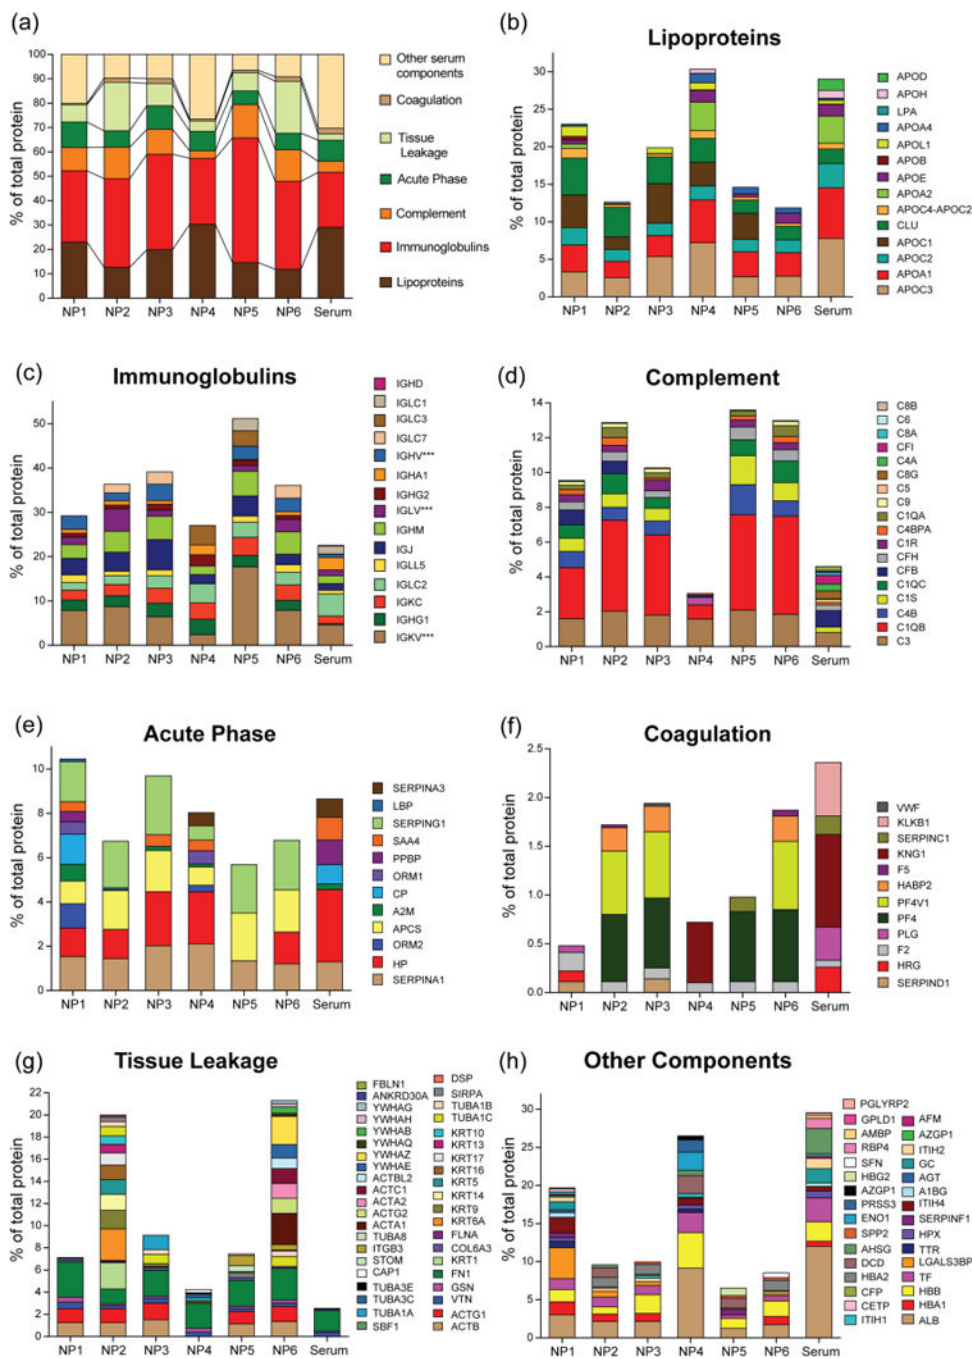 (a)
% of total protein
100
90
80
70
60
50
40
30
20
10
0
NP1 NP2 NP3 NP4 NP5 NP6 Serum
Other serum
components
Coagulation
Tissue
Leakage
Acute Phase
Complement
Immunoglobulins
Lipoproteins
(b)
Lipoproteins
% of total protein
30
25
20
15
10
5
0
NP1 NP2 NP3 NP4 NP5 NP6 Serum
APOD
APOH
LPA
APOA4
APOL1
APOB
APOE
APOA2
APOC4-APOC2
CLU
APOC1
APOC2
APOA1
APOC3
(c)
Immunoglobulins
% of total protein
50
40
30
20
10
0
NP1 NP2 NP3 NP4 NP5 NP6 Serum
IGHD
IGLC1
IGLC3
IGLC7
IGHV***
IGHA1
IGHG2
IGLV***
IGHM
IGJ
IGLL5
IGLC2
IGKC
IGHG1
IGKV***
(d)
Complement
% of total protein
14
12
10
8
6
4
2
0
NP1 NP2 NP3 NP4 NP5 NP6 Serum
C8B
C6
C8A
CFI
C4A
C8G
C5
C9
C1QA
C4BPA
C1R
CFH
CFB
C1QC
C1S
C4B
C1QB
C3
(e)
Acute Phase
% of total protein
10
8
6
4
2
0
NP1 NP2 NP3 NP4 NP5 NP6 Serum
SERPINA3
LBP
SERPING1
SAA4
PPBP
ORM1
CP
A2M
APCS
ORM2
HP
SERPINA1
(f)
Coagulation
% of total protein
2.5
2.0
1.5
1.0
0.5
0.0
NP1 NP2 NP3 NP4 NP5 NP6 Serum
VWF
KLKB1
SERPINC1
KNG1
F5
HABP2
PF4V1
PF4
PLG
F2
HRG
SERPIND1
(g)
Tissue Leakage
% of total protein
22
20
18
16
14
12
10
8
6
4
2
0
NP1 NP2 NP3 NP4 NP5 NP6 Serum
FBLN1
ANKRD30A
YWHAG
YWHAH
YWHAB
YWHAQ
YWHAZ
YWHAE
ACTBL2
ACTC1
ACTA2
ACTG2
ACTA1
TUBA8
ITGB3
STOM
CAP1
TUBA3E
TUBA3C
TUBA1A
SBF1
DSP
SIRPA
TUBA1B
TUBA1C
KRT10
KRT13
KRT17
KRT16
KRT5
KRT14
KRT9
KRT6A
FLNA
COL6A3
KRT1
FN1
GSN
VTN
ACTG1
ACTB
(h)
Other Components
% of total protein
30
25
20
15
10
5
0
NP1 NP2 NP3 NP4 NP5 NP6 Serum
PGLYRP2
GPLD1
AMBP
RBP4
SFN
HBG2
AZGP1
PRSS3
ENO1
SPP2
AHSG
DCD
HBA2
CFP
CETP
ITIH1
AFM
AZGP1
ITIH2
GC
AGT
A1BG
ITIH4
SERPINF1
HPX
TTR
LGALS3BP
TF
HBB
HBA1
ALB